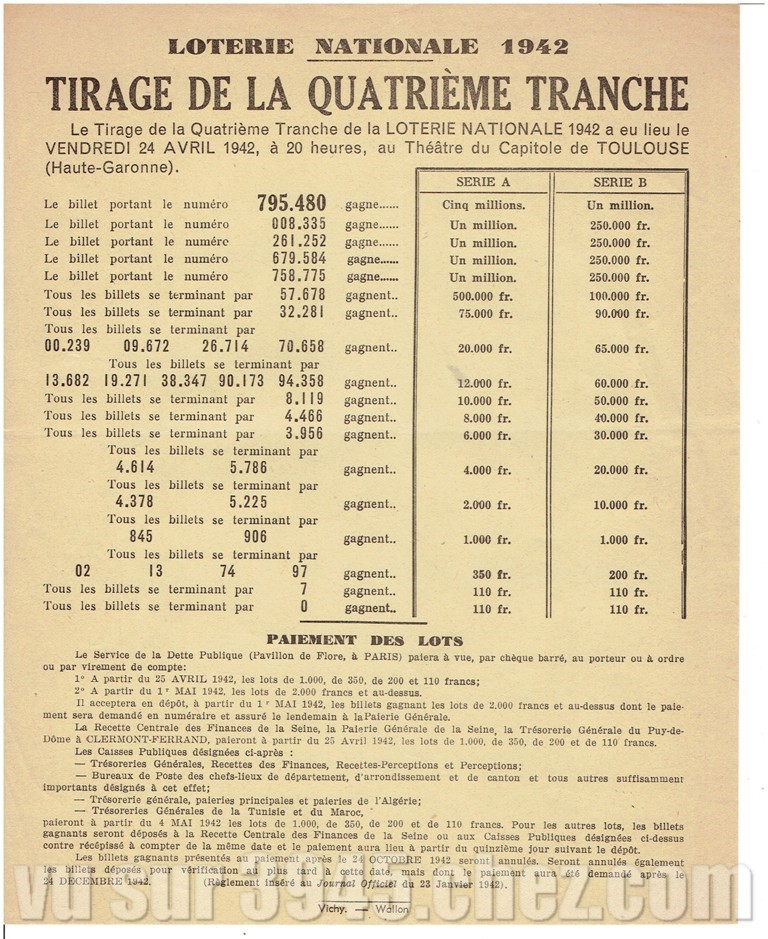 LOTERIE NATIONALE 1942
TIRAGE DE LA QUATRIÈME TRANCHE
Le Tirage de la Quatrième Tranche de la LOTERIE NATIONALE 1942 a eu lieu le
VENDREDI 24 AVRIL 1942, à 20 heures, au Théâtre du Capitole de TOULOUSE
(Haute-Garonne).
SERIE A SERIE B
Le billet portant le numéro 795.480 gagne...... Cinq millions. Un million.
Le billet portant le numéro 008.335 gagne...... Un million. 250.000 fr.
Le billet portant le numéro 261.252 gagne...... Un million. 250.000 fr.
Le billet portant le numéro 679.584 gagne...... Un million. 250.000 fr.
Le billet portant le numéro 758.775 gagne...... Un million. 250.000 fr.
Tous les billets se terminant par 57.678 gagnent.. 500.000 fr. 100.000 fr.
Tous les billets se terminant par 32.281 gagnent.. 75.000 fr. 90.000 fr.
Tous les billets se terminant par
00.239 09.672 26.714 70.658 gagnent.. 20.000 fr. 65.000 fr.
Tous les billets se terminant par
13.682 19.271 38.347 90.173 94.358 gagnent.. 12.000 fr. 60.000 fr.
Tous les billets se terminant par 8.119 gagnent.. 10.000 fr. 50.000 fr.
Tous les billets se terminant par 4.466 gagnent.. 8.000 fr. 40.000 fr.
Tous les billets se terminant par 3.956 gagnent.. 6.000 fr. 30.000 fr.
Tous les billets se terminant par
4.614 5.786 gagnent.. 4.000 fr. 20.000 fr.
Tous les billets se terminant par
4.378 5.225 gagnent.. 2.000 fr. 10.000 fr.
Tous les billets se terminant par
845 906 gagnent.. 1.000 fr. 1.000 fr.
Tous les billets se terminant par
02 13 74 97 gagnent.. 350 fr. 200 fr.
Tous les billets se terminant par 7 gagnent.. 110 fr. 110 fr.
Tous les billets se terminant par 0 gagnent.. 110 fr. 110 fr.
PAIEMENT DES LOTS
Le Service de la Dette Publique (Pavillon de Flore, à PARIS) paiera à vue, par chèque barré, au porteur ou à ordre
ou par virement de compte:
1° A partir du 25 AVRIL 1942, les lots de 1.000, de 350, de 200 et 110 francs;
2° A partir du 1er MAI 1942, les lots de 2.000 francs et au-dessus.
Il acceptera en dépôt, à partir du 1er MAI 1942, les billets gagnant les lots de 2.000 francs et au-dessus dont le paie-
ment sera demandé en numéraire et assuré le lendemain à la Paierie Générale.
La Recette Centrale des Finances de la Seine, la Paierie Générale de la Seine, la Trésorerie Générale du Puy-de-
Dôme à CLERMONT-FERRAND, paieront à partir du 25 Avril 1942, les lots de 1.000, de 350, de 200 et de 110 francs.
Les Caisses Publiques désignées ci-après :
— Trésoreries Générales, Recettes des Finances, Recettes-Perceptions et Perceptions;
— Bureaux de Poste des chefs-lieux de département, d'arrondissement et de canton et tous autres suffisamment
importants désignés à cet effet;
— Trésorerie générale, paieries principales et paieries de l'Algérie;
— Trésoreries Générales de la Tunisie et du Maroc,
paieront à partir du 4 MAI 1942 les lots de 1.000, de 350, de 200 et de 110 francs. Pour les autres lots, les billets
gagnants seront déposés à la Recette Centrale des Finances de la Seine ou aux Caisses Publiques désignées ci-dessus
contre récépissé à compter de la même date et le paiement aura lieu à partir du quinzième jour suivant le dépôt.
Les billets gagnants présentés au paiement après le 24 OCTOBRE 1942 seront annulés. Seront annulés également
les billets déposés pour vérification au plus tard à cette date, mais dont le paiement aura été demandé après le
24 DECEMBRE 1942. (Règlement inséré au Journal Officiel du 23 Janvier 1942).
vu sur 3945.chez.com
Vichy. — Wallon